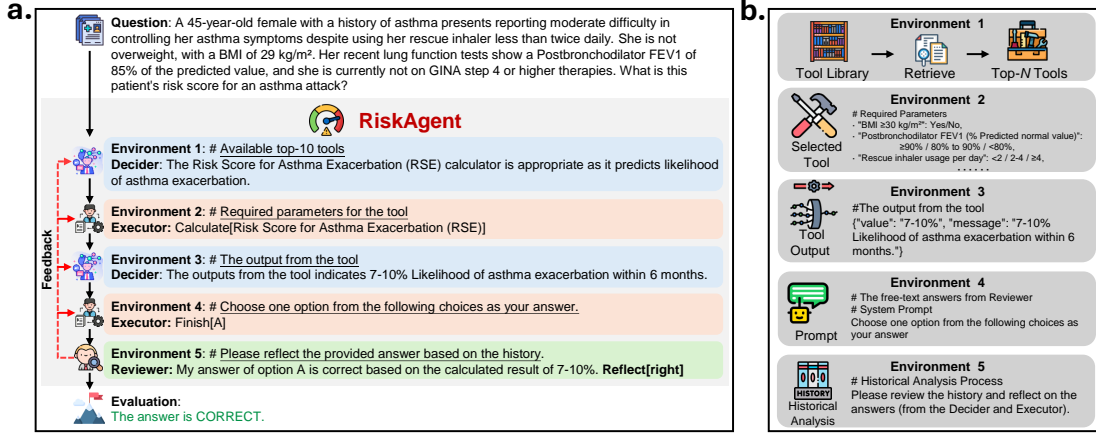 a.
Question: A 45-year-old female with a history of asthma presents reporting moderate difficulty in
controlling her asthma symptoms despite using her rescue inhaler less than twice daily. She is not
overweight, with a BMI of 29 kg/m². Her recent lung function tests show a Postbronchodilator FEV1 of
85% of the predicted value, and she is currently not on GINA step 4 or higher therapies. What is this
patient's risk score for an asthma attack?
RiskAgent
Feedback
Environment 1: # Available top-10 tools
Decider: The Risk Score for Asthma Exacerbation (RSE) calculator is appropriate as it predicts likelihood
of asthma exacerbation.
Environment 2: # Required parameters for the tool
Executor: Calculate[Risk Score for Asthma Exacerbation (RSE)]
Environment 3: # The output from the tool
Decider: The outputs from the tool indicates 7-10% Likelihood of asthma exacerbation within 6 months.
Environment 4: # Choose one option from the following choices as your answer.
Executor: Finish[A]
Environment 5: # Please reflect the provided answer based on the history.
Reviewer: My answer of option A is correct based on the calculated result of 7-10%. Reflect[right]
Evaluation:
The answer is CORRECT.
b.
Environment 1
Tool Library
Retrieve
Top-N Tools
Environment 2
Selected
Tool
# Required Parameters
- "BMI ≥30 kg/m²": Yes/No,
- "Postbronchodilator FEV1 (% Predicted normal value)":
≥90% / 80% to 90% / <80%,
- "Rescue inhaler usage per day": <2 / 2-4 / ≥4,
......
Environment 3
Tool
Output
#The output from the tool
{"value": "7-10%", "message": "7-10%
Likelihood of asthma exacerbation within 6
months."}
Environment 4
Prompt
# The free-text answers from Reviewer
# System Prompt
Choose one option from the following choices as
your answer
Environment 5
HISTORY
Historical
Analysis
# Historical Analysis Process
Please review the history and reflect on the
answers (from the Decider and Executor).